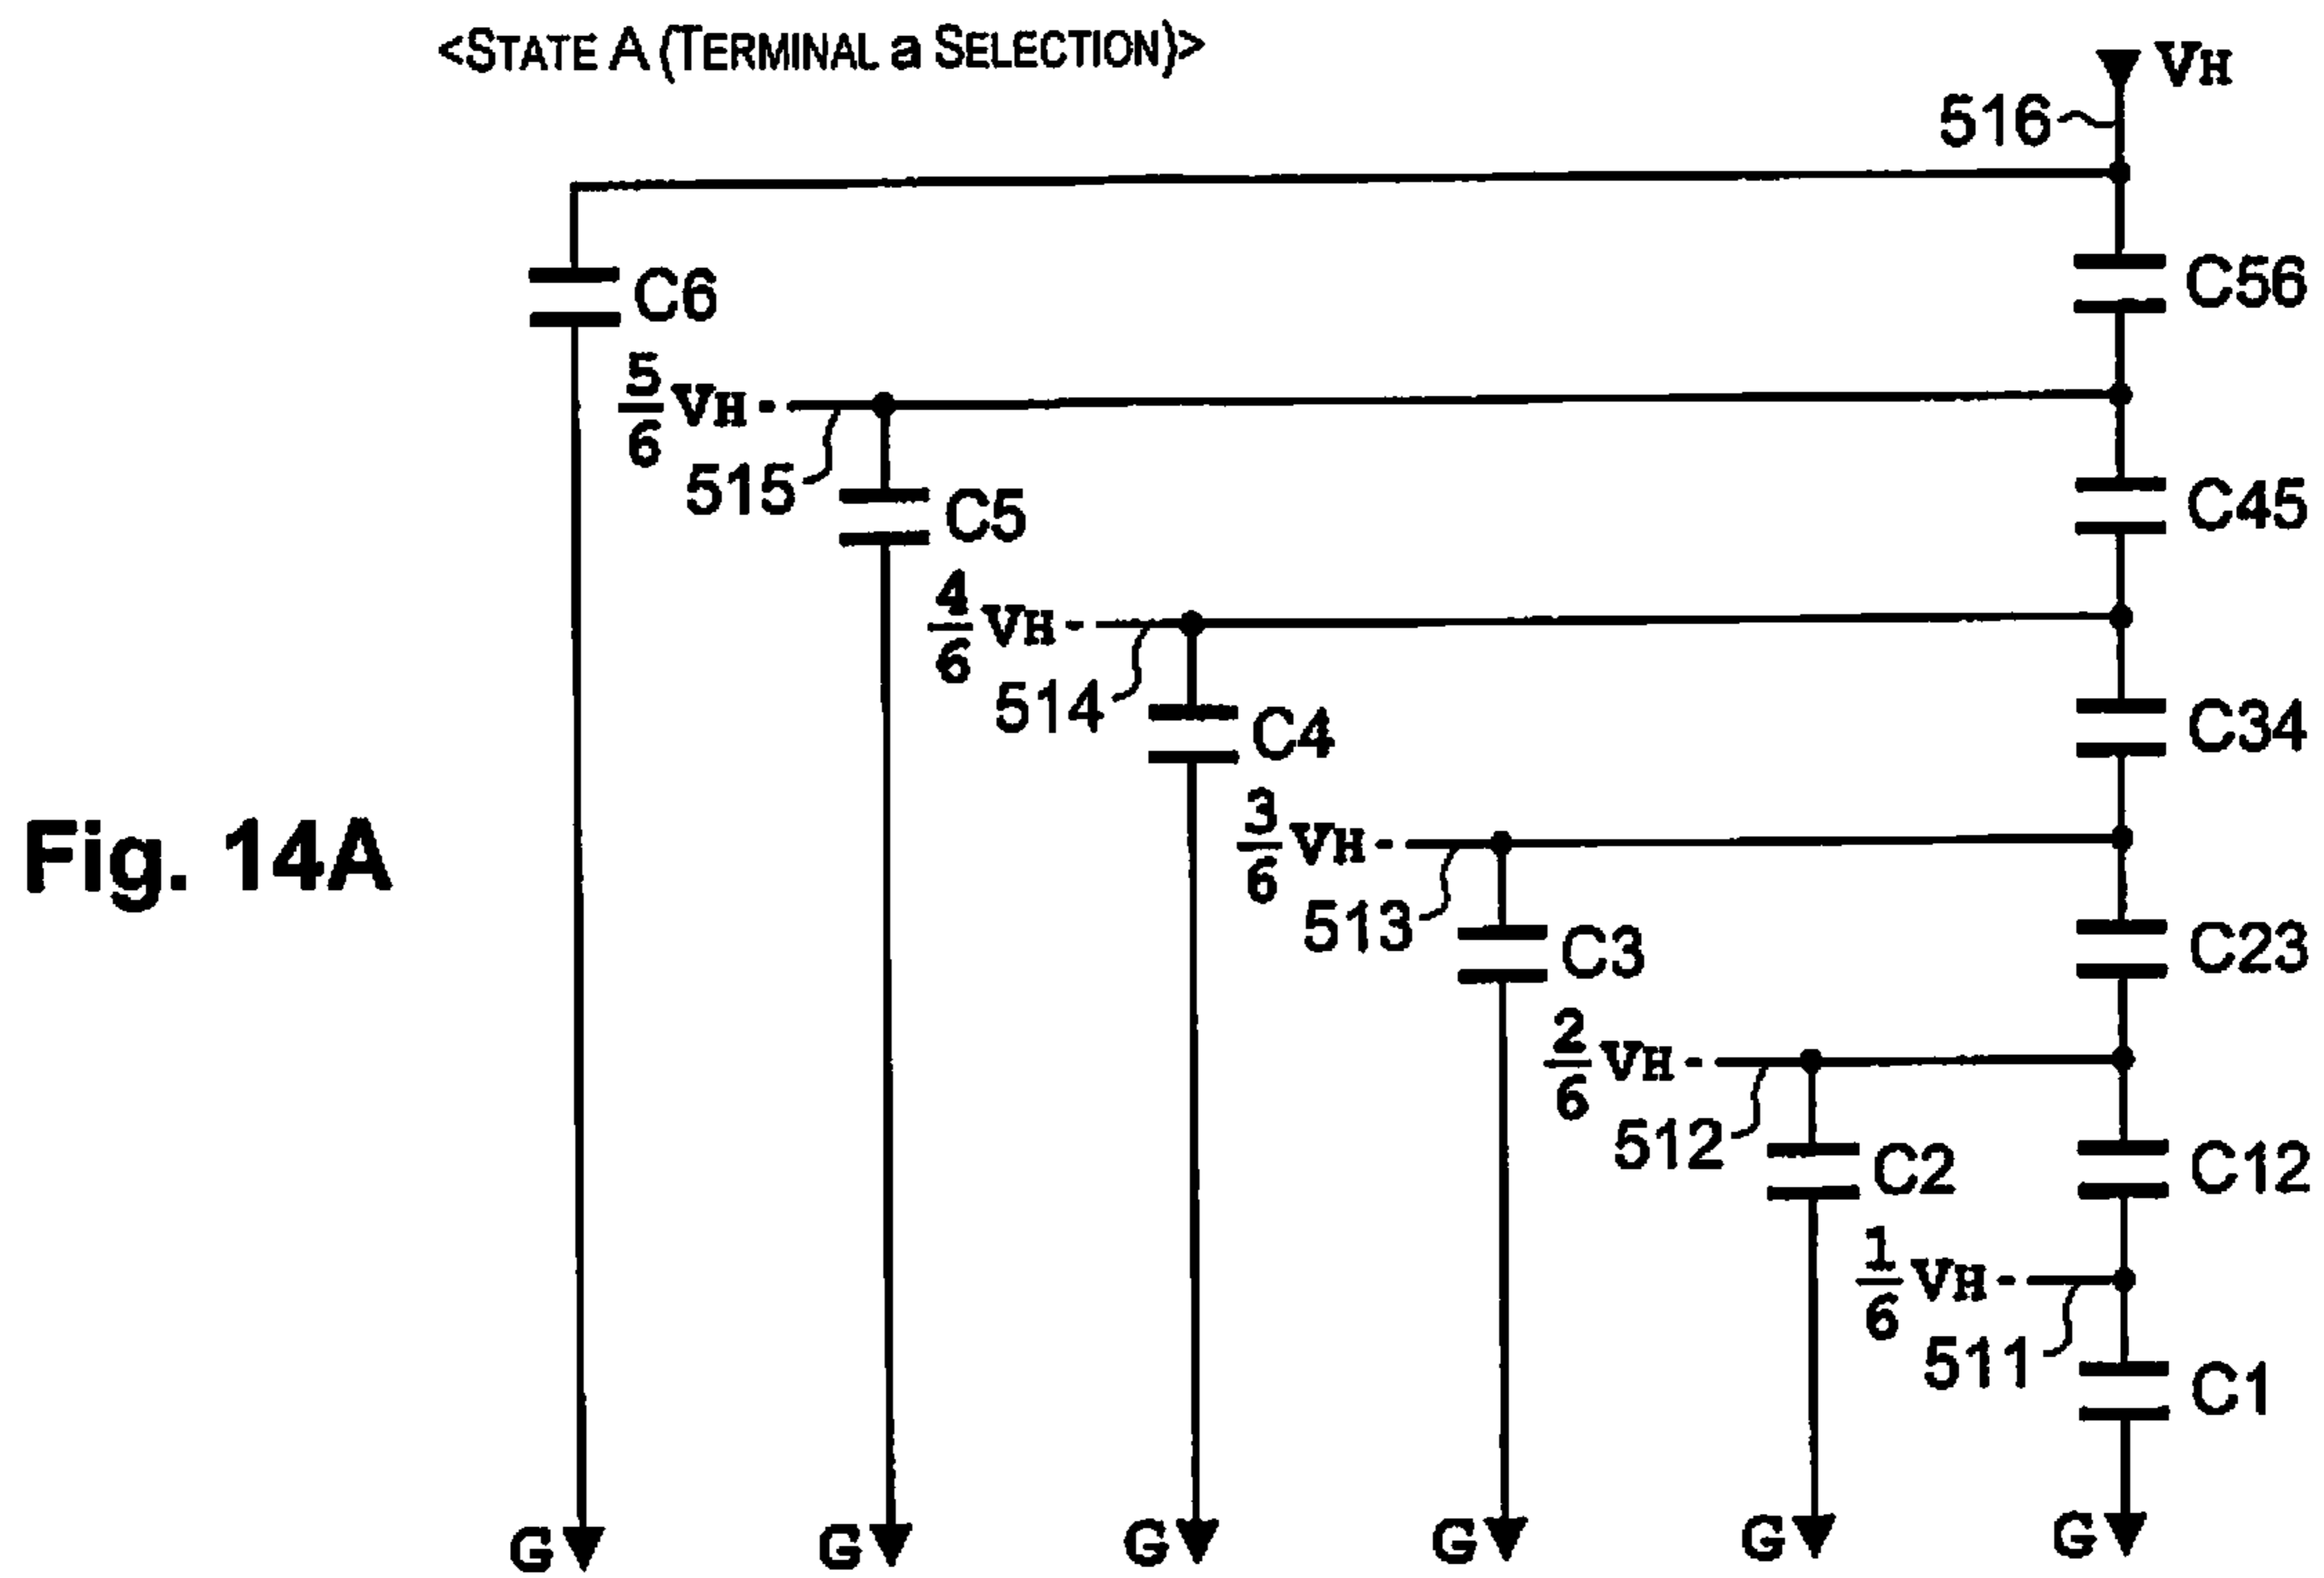 <STATE A (TERMINAL a SELECTION)>
VH
516
C6
C56
5/6 VH
515
C5
C45
4/6 VH
514
C4
C34
Fig. 14A
3/6 VH
513
C3
C23
2/6 VH
512
C2
C12
1/6 VH
511
C1
G G G G G G